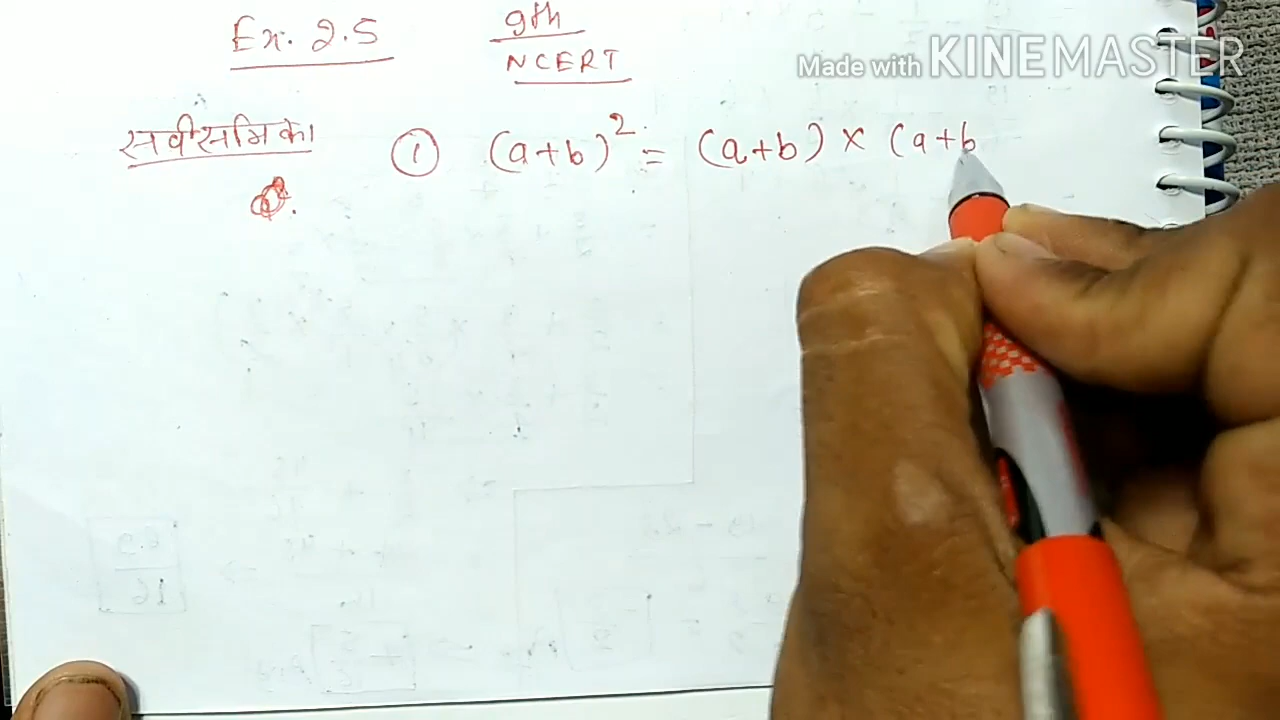 Ex. 2.5
9th
NCERT
Made with KINEMASTER
सर्वसमिका ① (a+b)² = (a+b) × (a+b